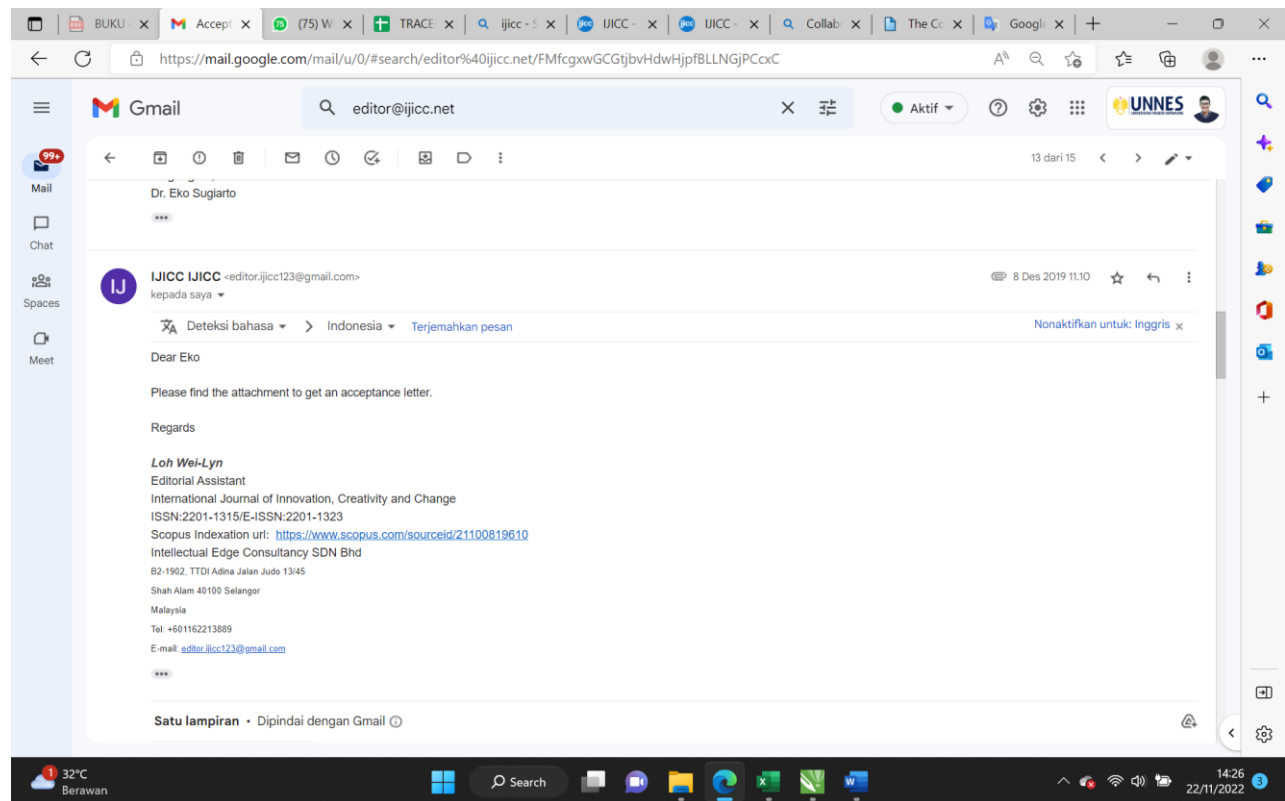 BUKU
Accept
(75) W
TRACE
ijicc - S
IJICC -
IJICC -
Collab
The Co
Google
https://mail.google.com/mail/u/0/#search/editor%40ijicc.net/FMfcgxwGCGtjbvHdwHjpfBLLNGjPCcxC
Gmail
editor@ijicc.net
Aktif
UNNES
99+
Mail
Chat
Spaces
Meet
13 dari 15
Dr. Eko Sugiarto
IJ
IJICC IJICC <editor.ijicc123@gmail.com>
8 Des 2019 11.10
kepada saya
Deteksi bahasa > Indonesia Terjemahkan pesan
Nonaktifkan untuk: Inggris x
Dear Eko
Please find the attachment to get an acceptance letter.
Regards
Loh Wei-Lyn
Editorial Assistant
International Journal of Innovation, Creativity and Change
ISSN:2201-1315/E-ISSN:2201-1323
Scopus Indexation url: https://www.scopus.com/sourceid/21100819610
Intellectual Edge Consultancy SDN Bhd
B2-1902, TTDI Adina Jalan Judo 13/45
Shah Alam 40100 Selangor
Malaysia
Tel: +601162213889
E-mail: editor.ijicc123@gmail.com
Satu lampiran • Dipindai dengan Gmail
1
32°C
Berawan
Search
14:26
22/11/2022
3